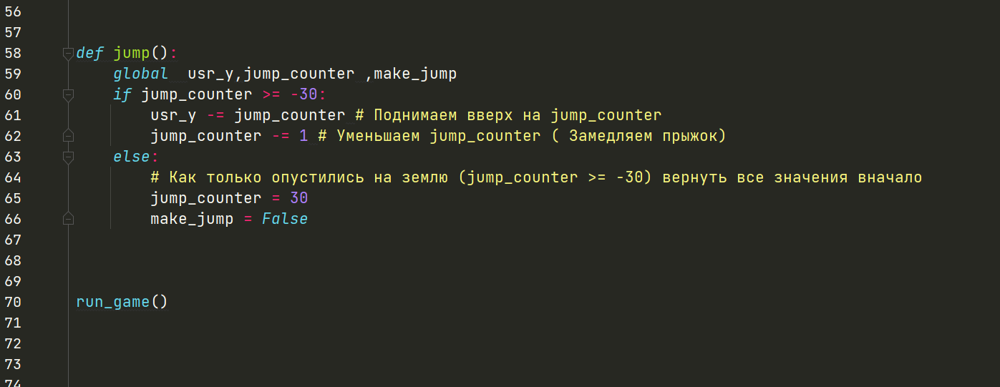 56
57
58 def jump():
59 global usr_y,jump_counter ,make_jump
60 if jump_counter >= -30:
61 usr_y -= jump_counter # Поднимаем вверх на jump_counter
62 jump_counter -= 1 # Уменьшаем jump_counter ( Замедляем прыжок)
63 else:
64 # Как только опустились на землю (jump_counter >= -30) вернуть все значения вначало
65 jump_counter = 30
66 make_jump = False
67
68
69
70 run_game()
71
72
73
74